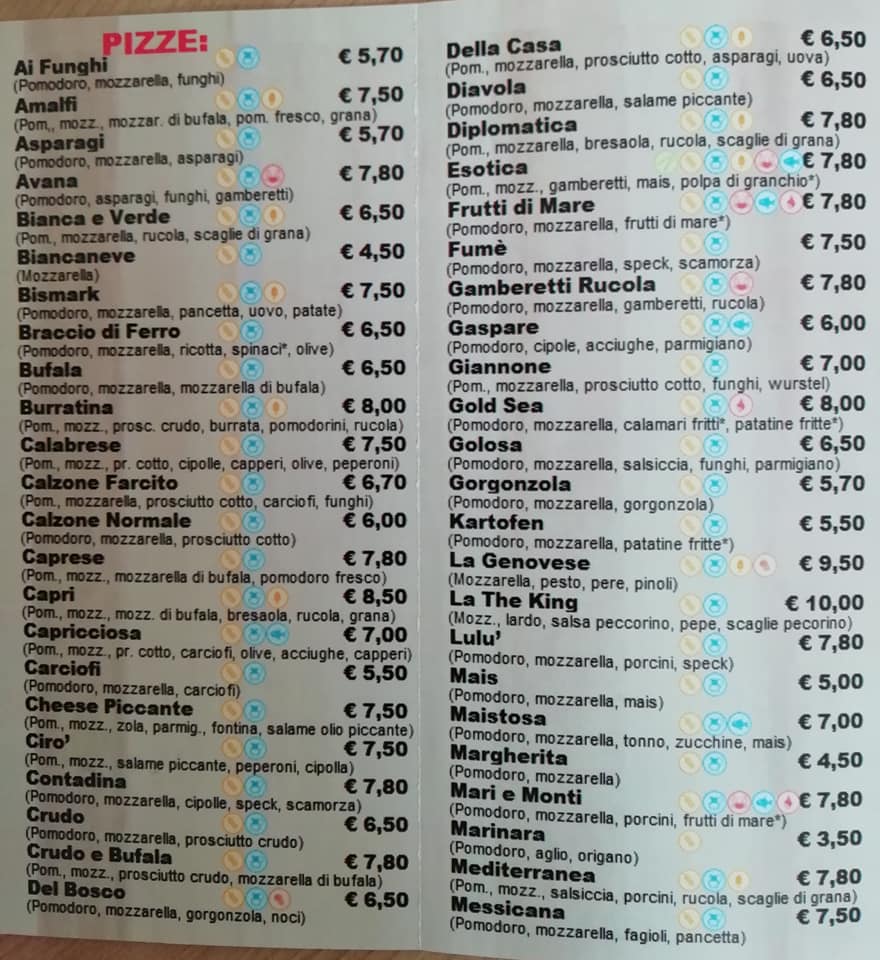 PIZZE:
Ai Funghi € 5,70
(Pomodoro, mozzarella, funghi)
Amalfi € 7,50
(Pom,, mozz., mozzar. di bufala, pom. fresco, grana)
Asparagi € 5,70
(Pomodoro, mozzarella, asparagi)
Avana € 7,80
(Pomodoro, asparagi, funghi, gamberetti)
Bianca e Verde € 6,50
(Pom., mozzarella, rucola, scaglie di grana)
Biancaneve € 4,50
(Mozzarella)
Bismark € 7,50
(Pomodoro, mozzarella, pancetta, uovo, patate)
Braccio di Ferro € 6,50
(Pomodoro, mozzarella, ricotta, spinaci*, olive)
Bufala € 6,50
(Pomodoro, mozzarella, mozzarella di bufala)
Burratina € 8,00
(Pom., mozz., prosc. crudo, burrata, pomodorini, rucola)
Calabrese € 7,50
(Pom., mozz., pr. cotto, cipolle, capperi, olive, peperoni)
Calzone Farcito € 6,70
(Pom., mozzarella, prosciutto cotto, carciofi, funghi)
Calzone Normale € 6,00
(Pomodoro, mozzarella, prosciutto cotto)
Caprese € 7,80
(Pom., mozz., mozzarella di bufala, pomodoro fresco)
Capri € 8,50
(Pom., mozz., mozz. di bufala, bresaola, rucola, grana)
Capricciosa € 7,00
(Pom., mozz., pr. cotto, carciofi, olive, acciughe, capperi)
Carciofi € 5,50
(Pomodoro, mozzarella, carciofi)
Cheese Piccante € 7,50
(Pom., mozz., zola, parmig., fontina, salame olio piccante)
Ciro' € 7,50
(Pom., mozz., salame piccante, peperoni, cipolla)
Contadina € 7,80
(Pomodoro, mozzarella, cipolle, speck, scamorza)
Crudo € 6,50
(Pomodoro, mozzarella, prosciutto crudo)
Crudo e Bufala € 7,80
(Pom., mozz., prosciutto crudo, mozzarella di bufala)
Del Bosco € 6,50
(Pomodoro, mozzarella, gorgonzola, noci)
Della Casa € 6,50
(Pom., mozzarella, prosciutto cotto, asparagi, uova)
Diavola € 6,50
(Pomodoro, mozzarella, salame piccante)
Diplomatica € 7,80
(Pom., mozzarella, bresaola, rucola, scaglie di grana)
Esotica € 7,80
(Pom., mozz., gamberetti, mais, polpa di granchio*)
Frutti di Mare € 7,80
(Pomodoro, mozzarella, frutti di mare*)
Fumè € 7,50
(Pomodoro, mozzarella, speck, scamorza)
Gamberetti Rucola € 7,80
(Pomodoro, mozzarella, gamberetti, rucola)
Gaspare € 6,00
(Pomodoro, cipole, acciughe, parmigiano)
Giannone € 7,00
(Pom., mozzarella, prosciutto cotto, funghi, wurstel)
Gold Sea € 8,00
(Pomodoro, mozzarella, calamari fritti*, patatine fritte*)
Golosa € 6,50
(Pomodoro, mozzarella, salsiccia, funghi, parmigiano)
Gorgonzola € 5,70
(Pomodoro, mozzarella, gorgonzola)
Kartofen € 5,50
(Pomodoro, mozzarella, patatine fritte*)
La Genovese € 9,50
(Mozzarella, pesto, pere, pinoli)
La The King € 10,00
(Mozz., lardo, salsa peccorino, pepe, scaglie pecorino)
Lulu' € 7,80
(Pomodoro, mozzarella, porcini, speck)
Mais € 5,00
(Pomodoro, mozzarella, mais)
Maistosa € 7,00
(Pomodoro, mozzarella, tonno, zucchine, mais)
Margherita € 4,50
(Pomodoro, mozzarella)
Mari e Monti € 7,80
(Pomodoro, mozzarella, porcini, frutti di mare*)
Marinara € 3,50
(Pomodoro, aglio, origano)
Mediterranea € 7,80
(Pom., mozz., salsiccia, porcini, rucola, scaglie di grana)
Messicana € 7,50
(Pomodoro, mozzarella, fagioli, pancetta)